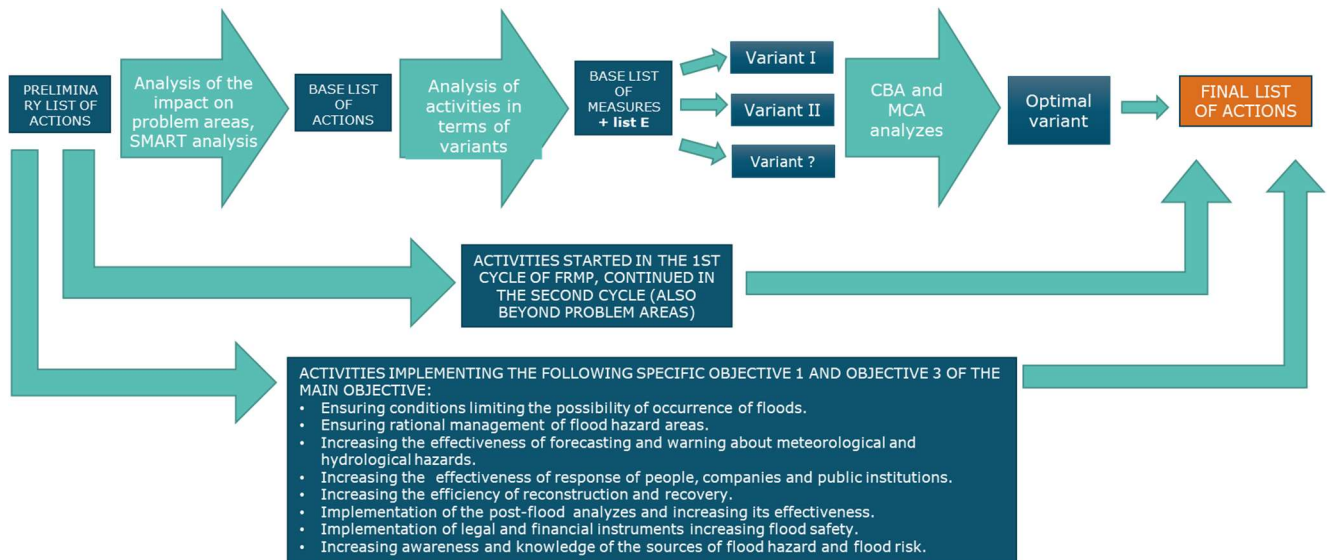 PRELIMINA
RY LIST OF
ACTIONS
Analysis of the
impact on
problem areas,
SMART analysis
BASE LIST
OF
ACTIONS
Analysis of
activities in
terms of
variants
BASE LIST
OF
MEASURES
+ list E
Variant I
Variant II
Variant ?
CBA and
MCA
analyzes
Optimal
variant
FINAL LIST
OF ACTIONS
ACTIVITIES STARTED IN THE 1ST
CYCLE OF FRMP, CONTINUED IN
THE SECOND CYCLE (ALSO
BEYOND PROBLEM AREAS)
ACTIVITIES IMPLEMENTING THE FOLLOWING SPECIFIC OBJECTIVE 1 AND OBJECTIVE 3 OF THE
MAIN OBJECTIVE:
• Ensuring conditions limiting the possibility of occurrence of floods.
• Ensuring rational management of flood hazard areas.
• Increasing the effectiveness of forecasting and warning about meteorological and
hydrological hazards.
• Increasing the effectiveness of response of people, companies and public institutions.
• Increasing the efficiency of reconstruction and recovery.
• Implementation of the post-flood analyzes and increasing its effectiveness.
• Implementation of legal and financial instruments increasing flood safety.
• Increasing awareness and knowledge of the sources of flood hazard and flood risk.